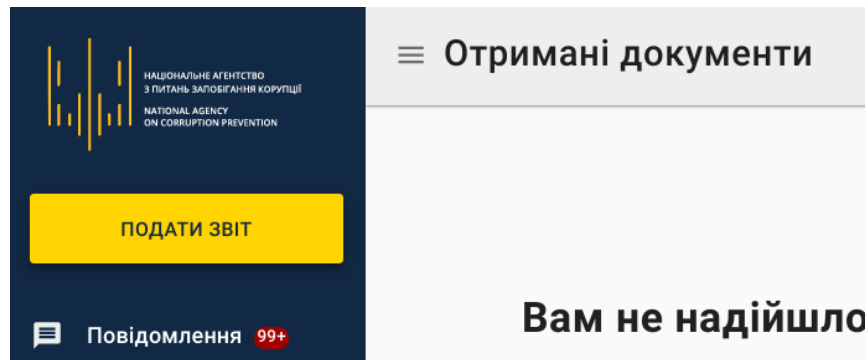 НАЦІОНАЛЬНЕ АГЕНТСТВО
З ПИТАНЬ ЗАПОБІГАННЯ КОРУПЦІЇ
NATIONAL AGENCY
ON CORRUPTION PREVENTION
ПОДАТИ ЗВІТ
Повідомлення 99+
Отримані документи
Вам не надійшло